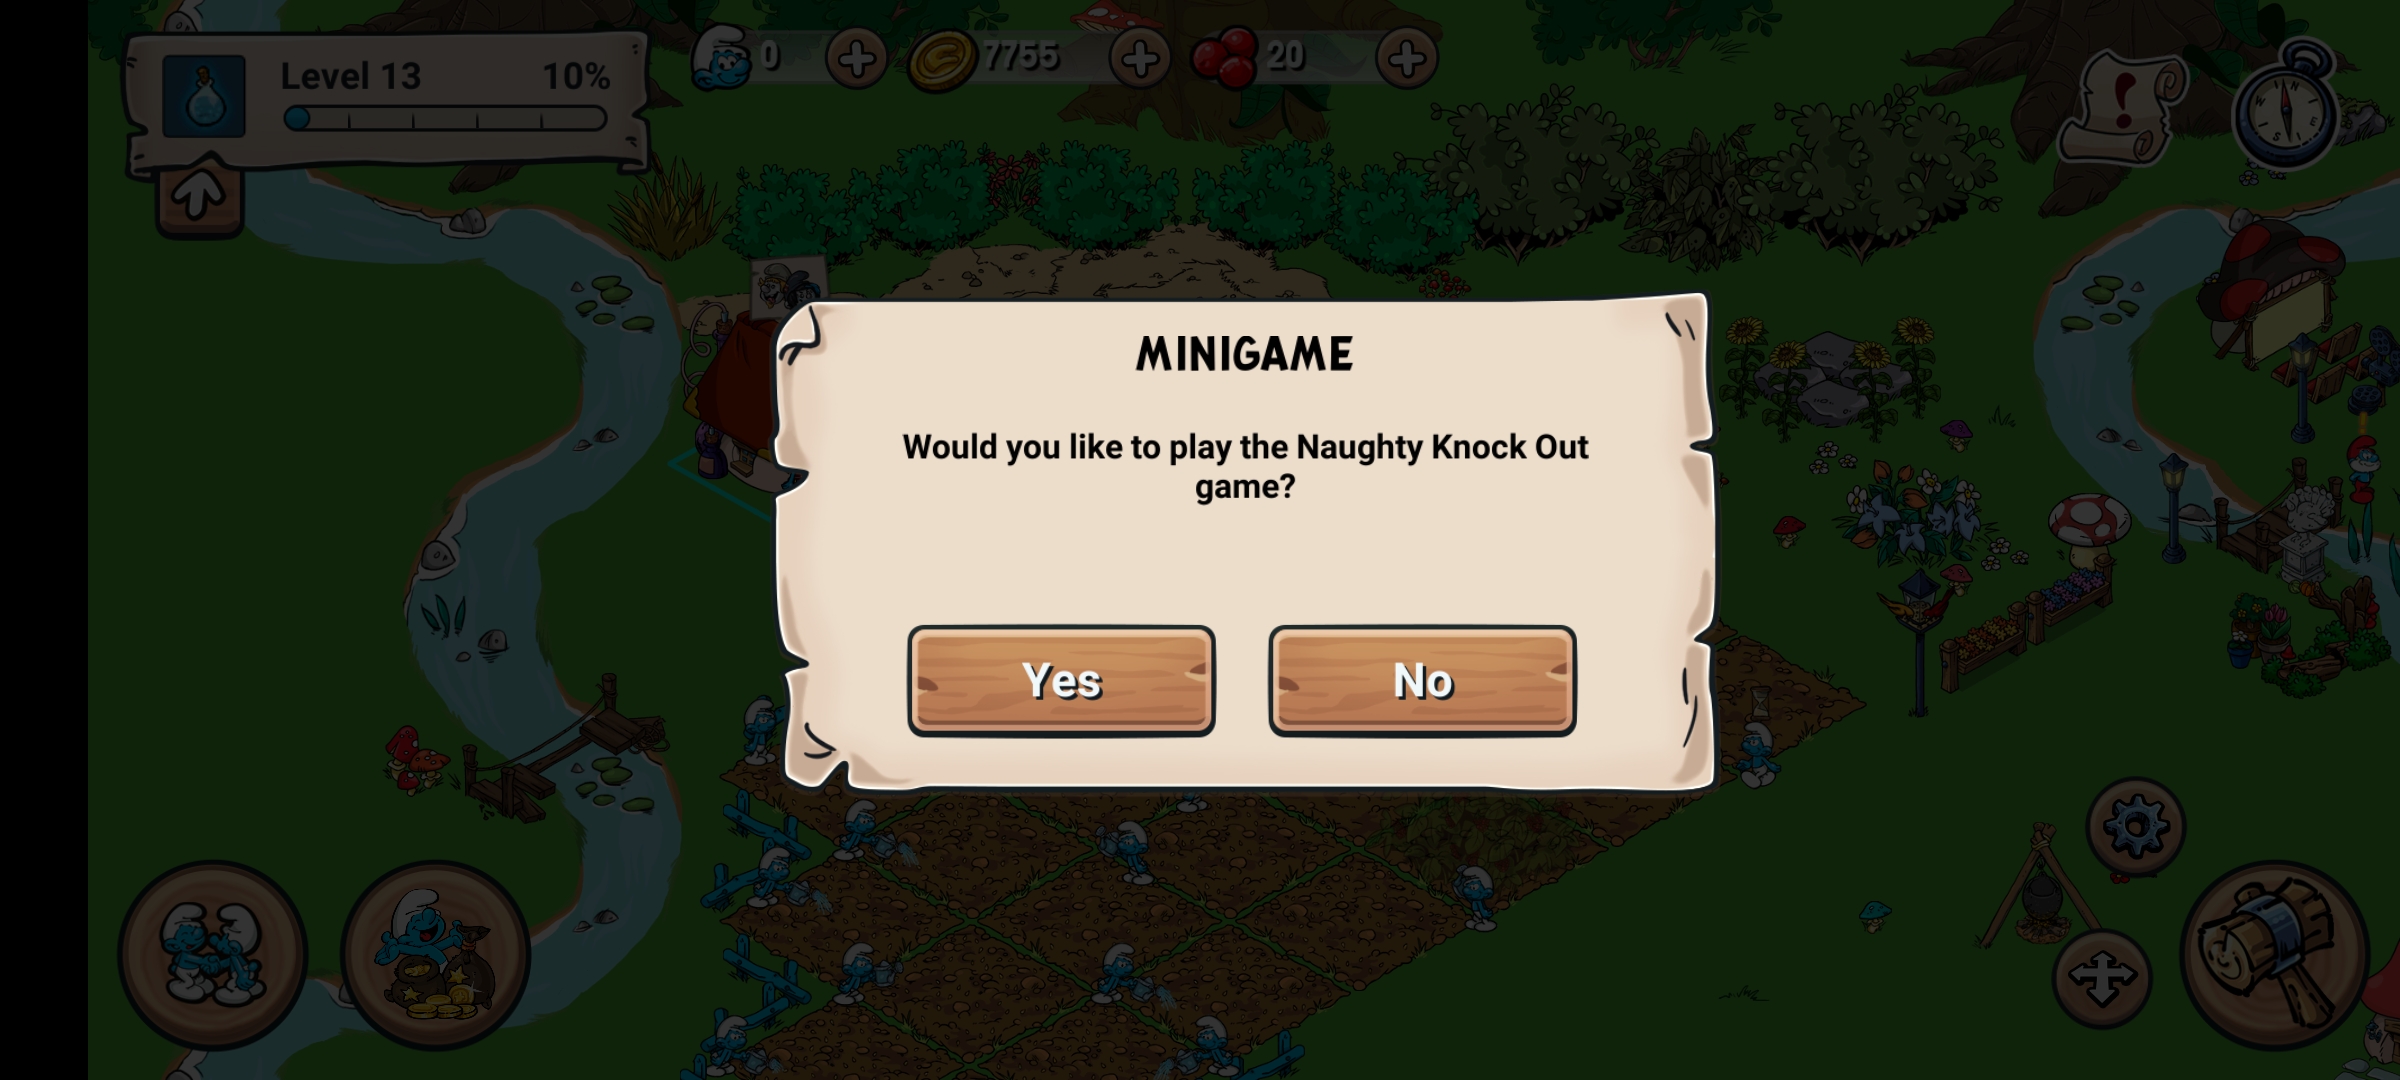 Level 13 10%
0
7755
20
MINIGAME
Would you like to play the Naughty Knock Out
game?
Yes
No